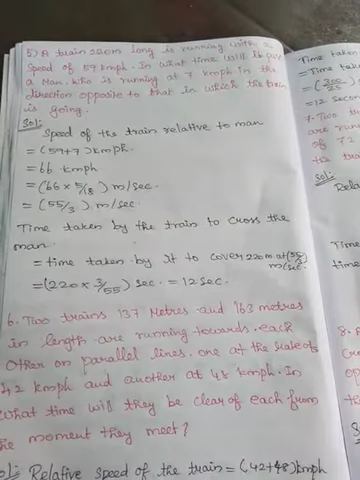 5) A train 220m long is running with a
speed of 59 kmph. In what time will it pass
a Man. who is running at 7 kmph in the
direction opposite to that in which the train
is going.
Sol:
Speed of the train relative to man
= (59+7) kmph.
= 66 kmph
= (66 × 5/18) m/sec.
= (55/3) m/sec.
Time taken by the train to cross the
man.
= time taken by It to cover 220m at (55/3) m/sec.
= (220 × 3/55) sec. = 12 sec.
6. Two trains 137 Metres and 163 metres
in length are running towards each
Other on parallel lines. one at the rate of
42 kmph and another at 48 kmph. In
What time will they be clear of each from
the moment they meet?
Sol: Relative speed of the train = (42+48) kmph
Time taken
= Time take
= (300/25)
= 12 secon
7. Two tr
are run
of 72
the tra
Sol:
Rela
Time
time
8.